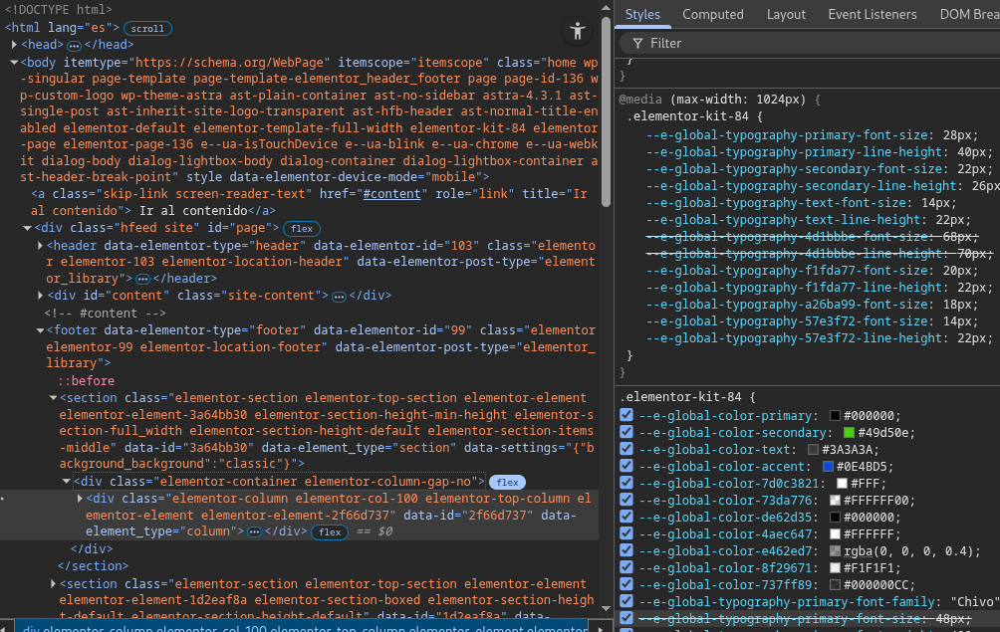 <!DOCTYPE html>
<html lang="es"> scroll
<head> ••• </head>
<body itemtype="https://schema.org/WebPage" itemscope="itemscope" class="home wp
-singular page-template page-template-elementor_header_footer page page-id-136 w
p-custom-logo wp-theme-astra ast-plain-container ast-no-sidebar astra-4.3.1 ast-
single-post ast-inherit-site-logo-transparent ast-hfb-header ast-normal-title-en
abled elementor-default elementor-template-full-width elementor-kit-84 elementor
-page elementor-page-136 e--ua-isTouchDevice e--ua-blink e--ua-chrome e--ua-webk
it dialog-body dialog-lightbox-body dialog-container dialog-lightbox-container a
st-header-break-point" style data-elementor-device-mode="mobile">
<a class="skip-link screen-reader-text" href="#content" role="link" title="Ir
al contenido"> Ir al contenido</a>
<div class="hfeed site" id="page"> flex
<header data-elementor-type="header" data-elementor-id="103" class="elemento
r elementor-103 elementor-location-header" data-elementor-post-type="element
or_library"> ••• </header>
<div id="content" class="site-content"> ••• </div>
<!-- #content -->
<footer data-elementor-type="footer" data-elementor-id="99" class="elementor
elementor-99 elementor-location-footer" data-elementor-post-type="elementor_
library">
::before
<section class="elementor-section elementor-top-section elementor-element
elementor-element-3a64bb30 elementor-section-height-min-height elementor-s
ection-full_width elementor-section-height-default elementor-section-items
-middle" data-id="3a64bb30" data-element_type="section" data-settings="{"b
ackground_background":"classic"}">
<div class="elementor-container elementor-column-gap-no"> flex
<div class="elementor-column elementor-col-100 elementor-top-column el
ementor-element elementor-element-2f66d737" data-id="2f66d737" data-
element_type="column"> ••• </div> flex == $0
</div>
</section>
<section class="elementor-section elementor-top-section elementor-element
elementor-element-1d2eaf8a elementor-section-boxed elementor-section-heigh
t-default elementor-section-height-default" data-id="1d2eaf8a" data-
div.elementor-column.elementor-col-100.elementor-top-column.elementor-element.elementor
Styles Computed Layout Event Listeners DOM Brea
Filter
}
}
@media (max-width: 1024px) {
.elementor-kit-84 {
--e-global-typography-primary-font-size: 28px;
--e-global-typography-primary-line-height: 40px;
--e-global-typography-secondary-font-size: 22px;
--e-global-typography-secondary-line-height: 26px
--e-global-typography-text-font-size: 14px;
--e-global-typography-text-line-height: 22px;
--e-global-typography-4d1bbbe-font-size: 68px;
--e-global-typography-4d1bbbe-line-height: 70px;
--e-global-typography-f1fda77-font-size: 20px;
--e-global-typography-f1fda77-line-height: 22px;
--e-global-typography-a26ba99-font-size: 18px;
--e-global-typography-57e3f72-font-size: 14px;
--e-global-typography-57e3f72-line-height: 22px;
}
}
.elementor-kit-84 {
--e-global-color-primary: #000000;
--e-global-color-secondary: #49d50e;
--e-global-color-text: #3A3A3A;
--e-global-color-accent: #0E4BD5;
--e-global-color-7d0c3821: #FFF;
--e-global-color-73da776: #FFFFFF00;
--e-global-color-de62d35: #000000;
--e-global-color-4aec647: #FFFFFF;
--e-global-color-e462ed7: rgba(0, 0, 0, 0.4);
--e-global-color-8f29671: #F1F1F1;
--e-global-color-737ff89: #000000CC;
--e-global-typography-primary-font-family: "Chivo"
--e-global-typography-primary-font-size: 48px;